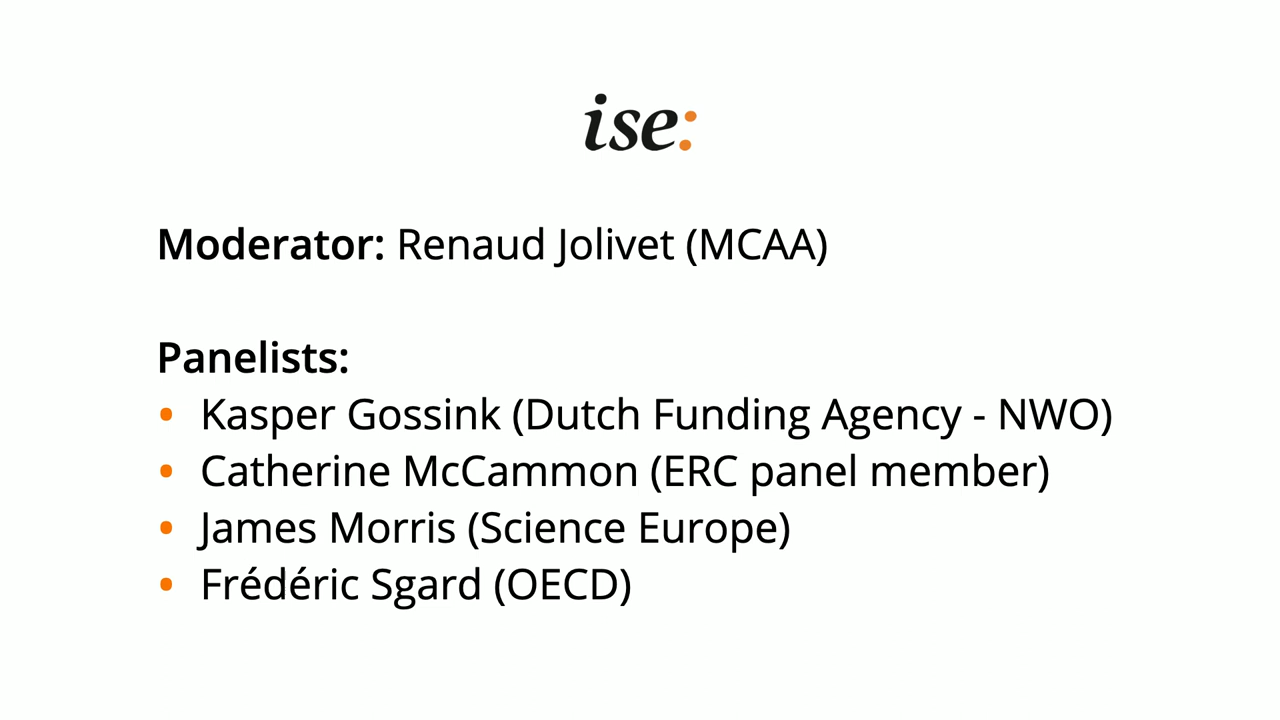 ise:
Moderator: Renaud Jolivet (MCAA)
Panelists:
• Kasper Gossink (Dutch Funding Agency - NWO)
• Catherine McCammon (ERC panel member)
• James Morris (Science Europe)
• Frédéric Sgard (OECD)